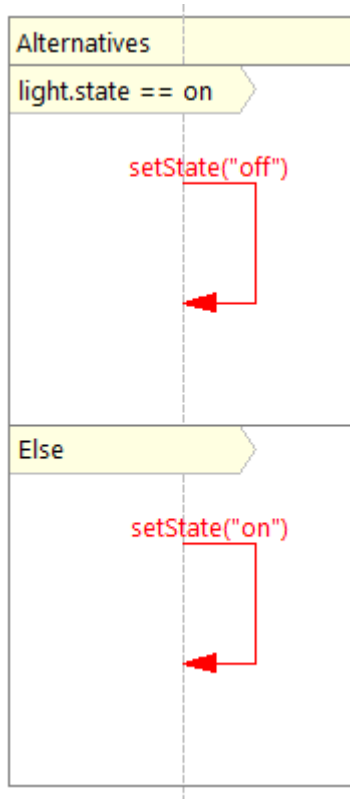 Alternatives
light.state == on
setState("off")
Else
setState("on")